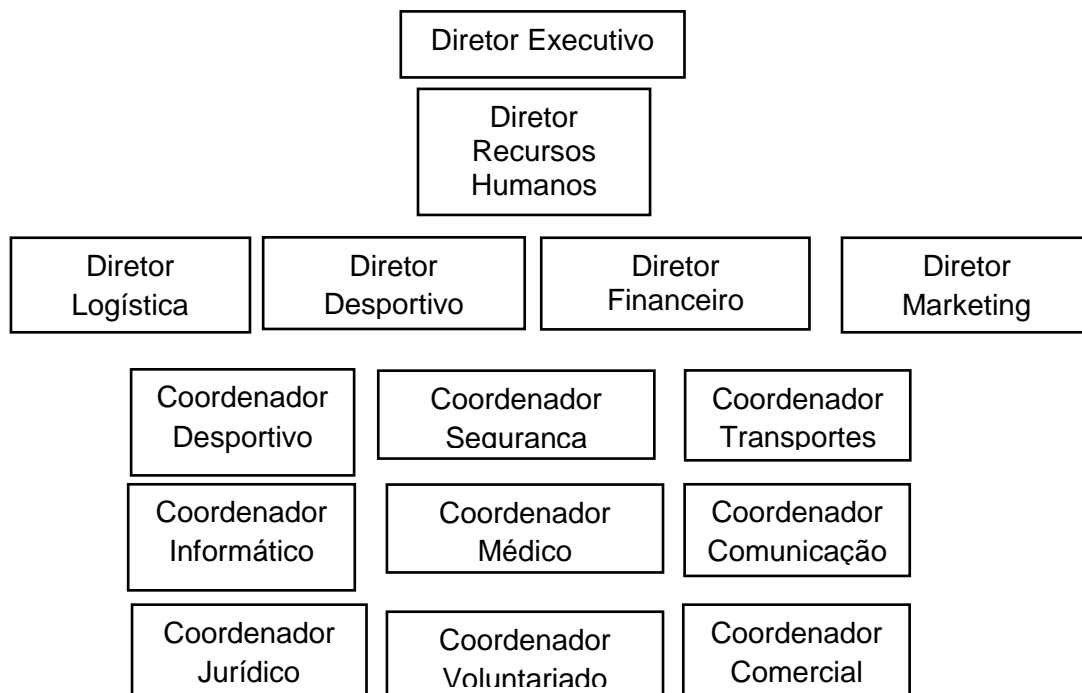 Diretor Executivo
Diretor
Recursos
Humanos
Diretor
Logística
Diretor
Desportivo
Diretor
Financeiro
Diretor
Marketing
Coordenador
Desportivo
Coordenador
Segurança
Coordenador
Transportes
Coordenador
Informático
Coordenador
Médico
Coordenador
Comunicação
Coordenador
Jurídico
Coordenador
Voluntariado
Coordenador
Comercial